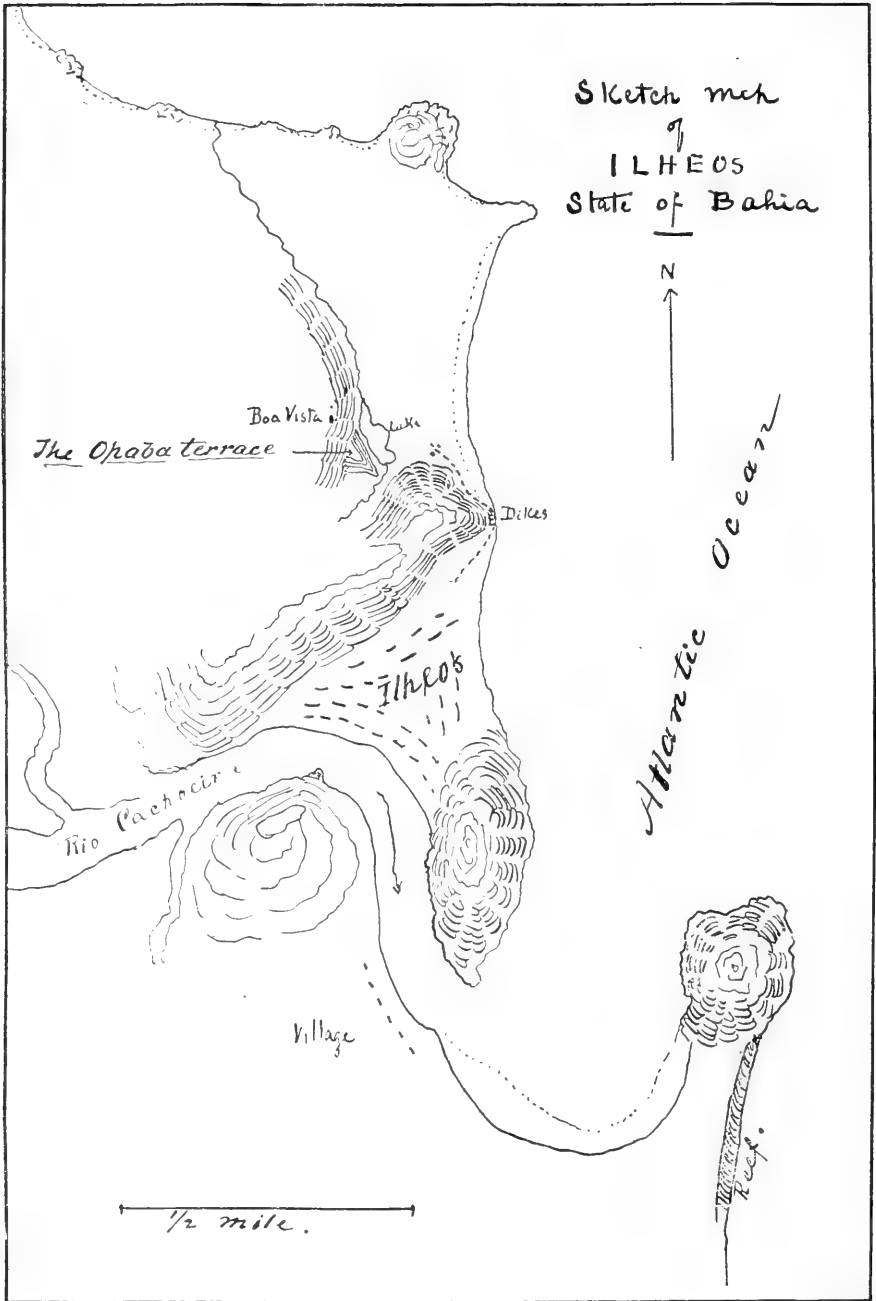 Sketch mch
of
ILHEOS
State of Bahia
N
Boa Vista
Lake
The Opaba terrace
Dikes
Atlantic Ocean
Ilheos
Rio Cachoeira
Village
Reef.
1/2 mile.